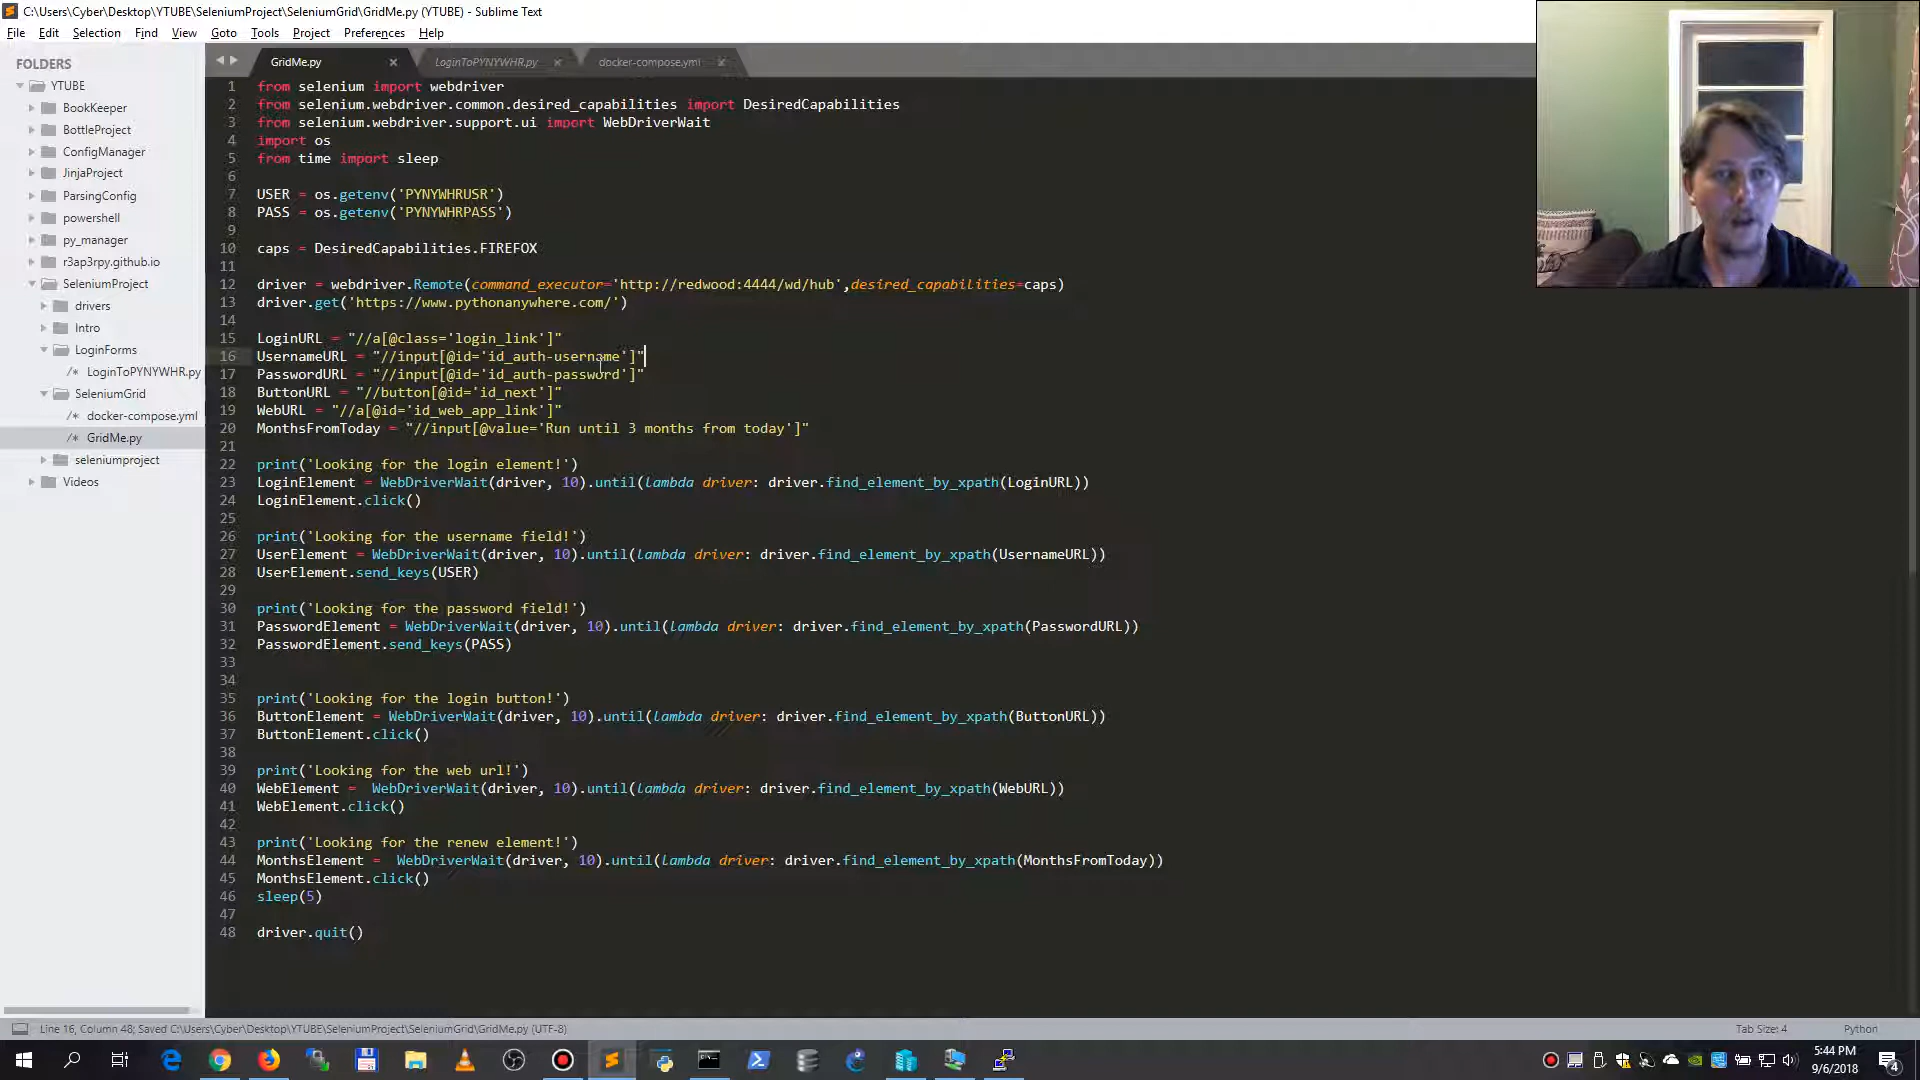 C:\Users\Cyber\Desktop\YTUBE\SeleniumProject\SeleniumGrid\GridMe.py (YTUBE) - Sublime Text
File Edit Selection Find View Goto Tools Project Preferences Help
FOLDERS
YTUBE
BookKeeper
BottleProject
ConfigManager
JinjaProject
ParsingConfig
powershell
py_manager
r3ap3rpy.github.io
SeleniumProject
drivers
Intro
LoginForms
/* LoginToPYNYWHR.py
SeleniumGrid
/* docker-compose.yml
/* GridMe.py
seleniumproject
Videos
GridMe.py LoginToPYNYWHR.py docker-compose.yml
1 from selenium import webdriver
2 from selenium.webdriver.common.desired_capabilities import DesiredCapabilities
3 from selenium.webdriver.support.ui import WebDriverWait
4 import os
5 from time import sleep
6
7 USER = os.getenv('PYNYWHRUSR')
8 PASS = os.getenv('PYNYWHRPASS')
9
10 caps = DesiredCapabilities.FIREFOX
11
12 driver = webdriver.Remote(command_executor='http://redwood:4444/wd/hub',desired_capabilities=caps)
13 driver.get('https://www.pythonanywhere.com/')
14
15 LoginURL = "//a[@class='login_link']"
16 UsernameURL = "//input[@id='id_auth-username']"
17 PasswordURL = "//input[@id='id_auth-password']"
18 ButtonURL = "//button[@id='id_next']"
19 WebURL = "//a[@id='id_web_app_link']"
20 MonthsFromToday = "//input[@value='Run until 3 months from today']"
21
22 print('Looking for the login element!')
23 LoginElement = WebDriverWait(driver, 10).until(lambda driver: driver.find_element_by_xpath(LoginURL))
24 LoginElement.click()
25
26 print('Looking for the username field!')
27 UserElement = WebDriverWait(driver, 10).until(lambda driver: driver.find_element_by_xpath(UsernameURL))
28 UserElement.send_keys(USER)
29
30 print('Looking for the password field!')
31 PasswordElement = WebDriverWait(driver, 10).until(lambda driver: driver.find_element_by_xpath(PasswordURL))
32 PasswordElement.send_keys(PASS)
33
34
35 print('Looking for the login button!')
36 ButtonElement = WebDriverWait(driver, 10).until(lambda driver: driver.find_element_by_xpath(ButtonURL))
37 ButtonElement.click()
38
39 print('Looking for the web url!')
40 WebElement =  WebDriverWait(driver, 10).until(lambda driver: driver.find_element_by_xpath(WebURL))
41 WebElement.click()
42
43 print('Looking for the renew element!')
44 MonthsElement =  WebDriverWait(driver, 10).until(lambda driver: driver.find_element_by_xpath(MonthsFromToday))
45 MonthsElement.click()
46 sleep(5)
47
48 driver.quit()
Line 16, Column 48; Saved C:\Users\Cyber\Desktop\YTUBE\SeleniumProject\SeleniumGrid\GridMe.py (UTF-8) Tab Size: 4 Python
5:44 PM
9/6/2018
4